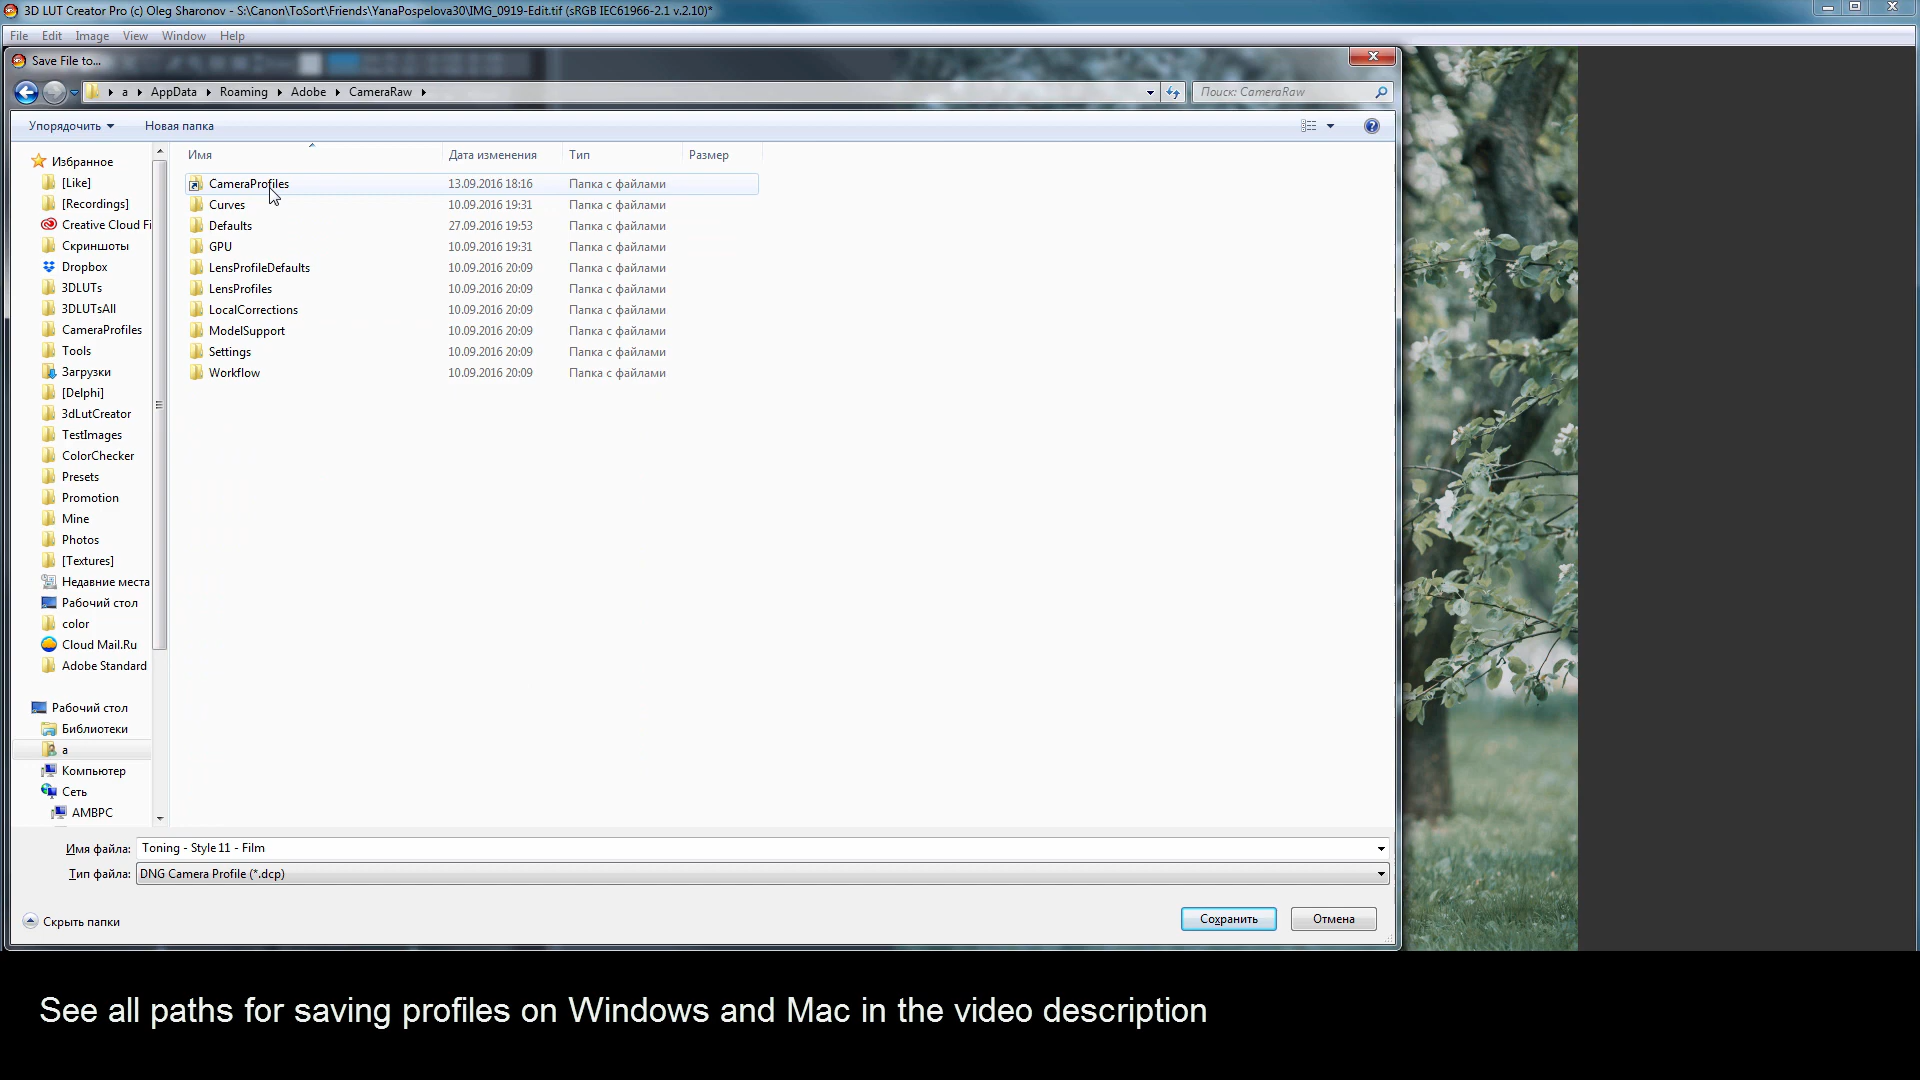 3D LUT Creator Pro (c) Oleg Sharonov - S:\Canon\ToSort\Friends\YanaPospelova30\IMG_0919-Edit.tif (sRGB IEC61966-2.1 v.2.10)*
File Edit Image View Window Help
Save File to...
a AppData Roaming Adobe CameraRaw
Поиск: CameraRaw
Упорядочить Новая папка
Имя Дата изменения Тип Размер
Избранное
[Like]
[Recordings]
Creative Cloud Fi
Скриншоты
Dropbox
3DLUTs
3DLUTsAll
CameraProfiles
Tools
Загрузки
[Delphi]
3dLutCreator
TestImages
ColorChecker
Presets
Promotion
Mine
Photos
[Textures]
Недавние места
Рабочий стол
color
Cloud Mail.Ru
Adobe Standard
Рабочий стол
Библиотеки
a
Компьютер
Сеть
AMBPC
CameraProfiles 13.09.2016 18:16 Папка с файлами
Curves 10.09.2016 19:31 Папка с файлами
Defaults 27.09.2016 19:53 Папка с файлами
GPU 10.09.2016 19:31 Папка с файлами
LensProfileDefaults 10.09.2016 20:09 Папка с файлами
LensProfiles 10.09.2016 20:09 Папка с файлами
LocalCorrections 10.09.2016 20:09 Папка с файлами
ModelSupport 10.09.2016 20:09 Папка с файлами
Settings 10.09.2016 20:09 Папка с файлами
Workflow 10.09.2016 20:09 Папка с файлами
Имя файла: Toning - Style11 - Film
Тип файла: DNG Camera Profile (*.dcp)
Скрыть папки
Сохранить Отмена
See all paths for saving profiles on Windows and Mac in the video description